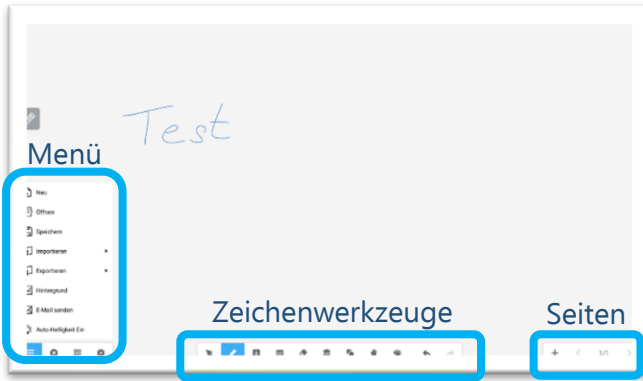 Test
Menü
Neu
Öffnen
Speichern
Importieren
Exportieren
Hintergrund
E-Mail senden
Auto-Helligkeit Ein
Zeichenwerkzeuge
Seiten
1/1